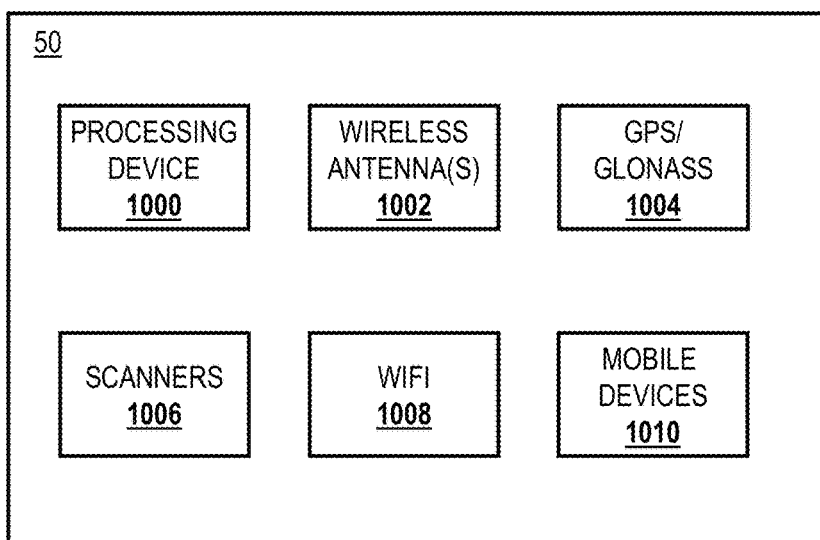 50
PROCESSING
DEVICE
1000
WIRELESS
ANTENNA(S)
1002
GPS/
GLONASS
1004
SCANNERS
1006
WIFI
1008
MOBILE
DEVICES
1010